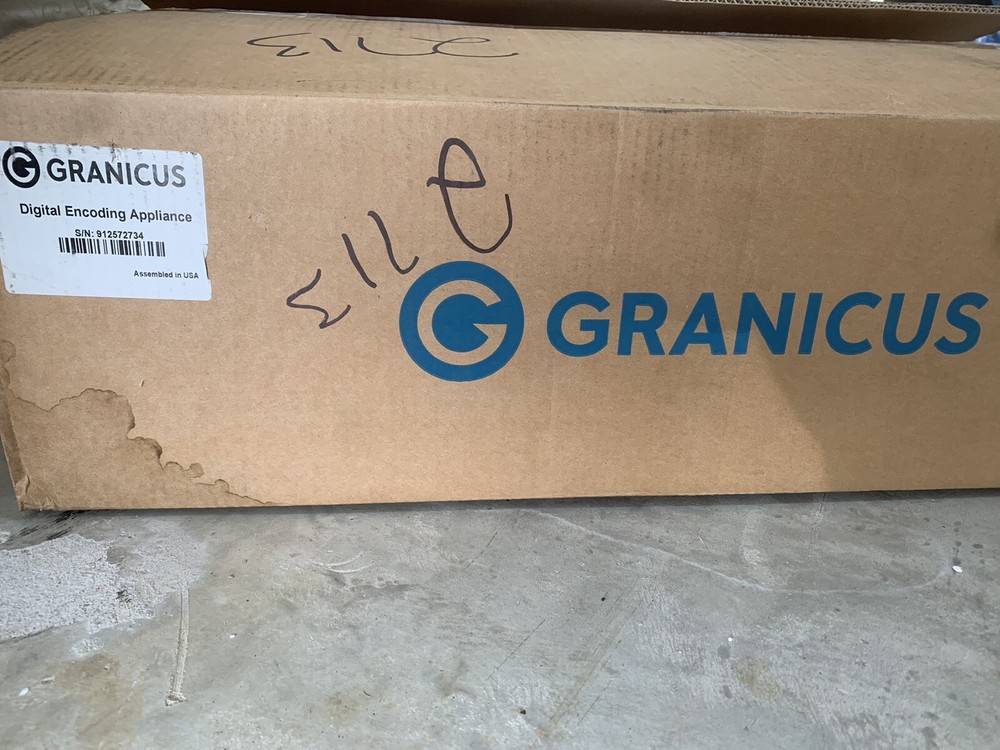 GRANICUS
Digital Encoding Appliance
S/N: 912572734
Assembled in USA
GRANICUS